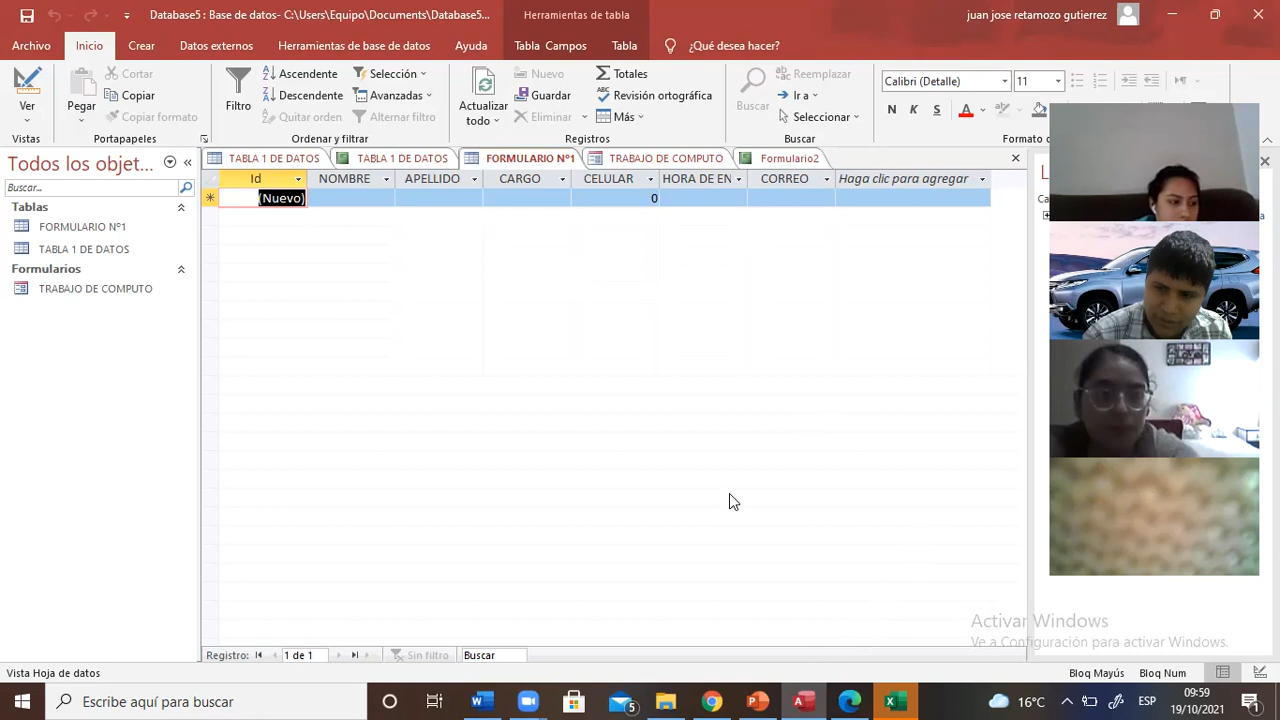 Database5 : Base de datos- C:\Users\Equipo\Documents\Database5...
Herramientas de tabla
juan jose retamozo gutierrez
Archivo
Inicio
Crear
Datos externos
Herramientas de base de datos
Ayuda
Tabla Campos
Tabla
¿Qué desea hacer?
Ver
Pegar
Cortar
Copiar
Copiar formato
Filtro
Ascendente
Descendente
Quitar orden
Selección
Avanzadas
Alternar filtro
Actualizar
todo
Nuevo
Guardar
Eliminar
Totales
Revisión ortográfica
Más
Buscar
Reemplazar
Ir a
Seleccionar
Calibri (Detalle)
11
N K S A
Vistas
Portapapeles
Ordenar y filtrar
Registros
Buscar
Formato d
Todos los objet...
Buscar...
Tablas
FORMULARIO Nº1
TABLA 1 DE DATOS
Formularios
TRABAJO DE COMPUTO
TABLA 1 DE DATOS
TABLA 1 DE DATOS
FORMULARIO Nº1
TRABAJO DE COMPUTO
Formulario2
Id
NOMBRE
APELLIDO
CARGO
CELULAR
HORA DE EN
CORREO
Haga clic para agregar
(Nuevo)
0
Activar Windows
Ve a Configuración para activar Windows.
Registro:
1 de 1
Sin filtro
Buscar
Vista Hoja de datos
Bloq Mayús
Bloq Num
Escribe aquí para buscar
5
16°C
ESP
09:59
19/10/2021
1